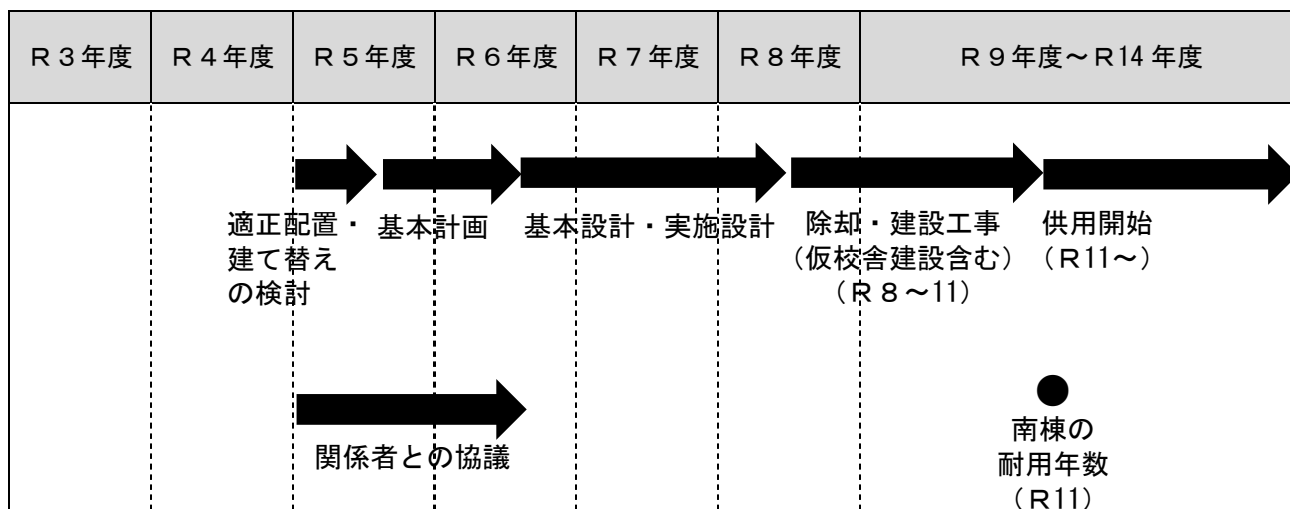 Ｒ３年度 Ｒ４年度 Ｒ５年度 Ｒ６年度 Ｒ７年度 Ｒ８年度 Ｒ９年度～Ｒ14年度
適正配置・
建て替え
の検討
基本計画
基本設計・実施設計
除却・建設工事
（仮校舎建設含む）
（Ｒ８～11）
供用開始
（Ｒ11～）
関係者との協議
南棟の
耐用年数
（Ｒ11）